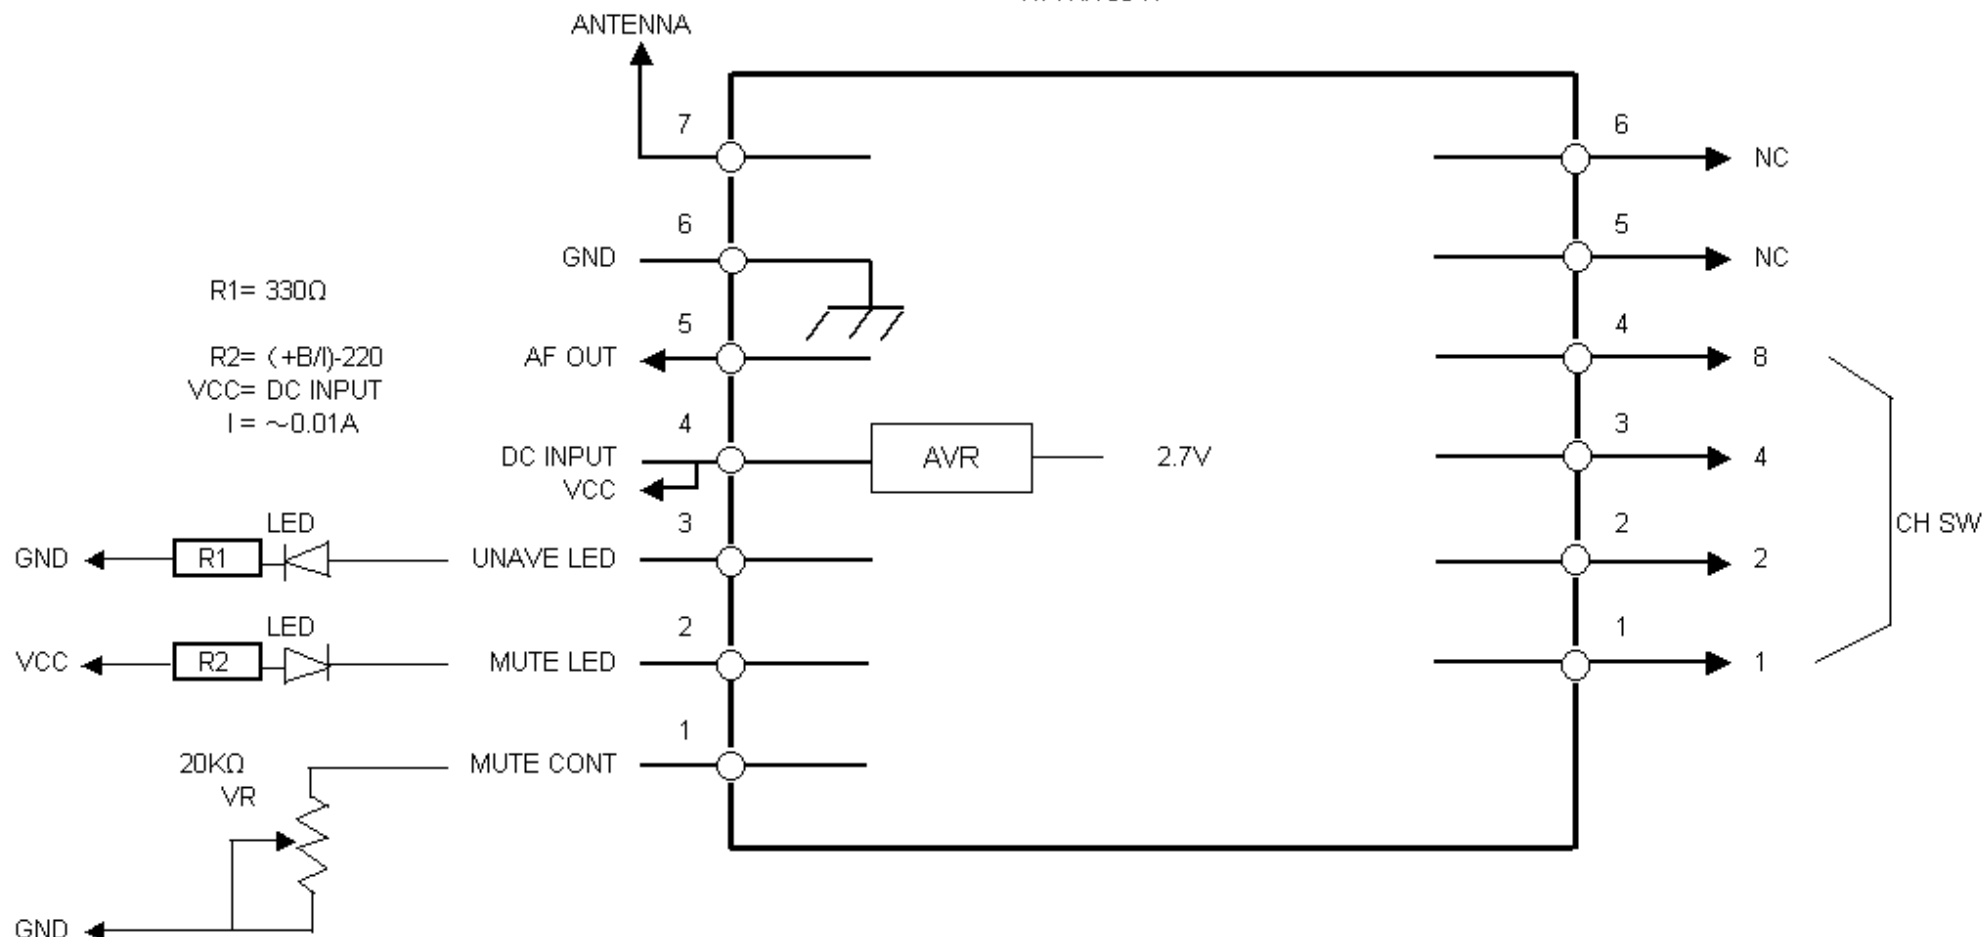 ANTENNA
7
6
NC
6
GND
5
NC
R1= 330Ω
5
AF OUT
4
8
R2= (+B/I)-220
VCC= DC INPUT
I = ～0.01A
4
DC INPUT
VCC
AVR
2.7V
3
4
CH SW
LED
3
GND
R1
UNAVE LED
2
2
LED
2
VCC
R2
MUTE LED
1
1
1
20KΩ
VR
MUTE CONT
GND